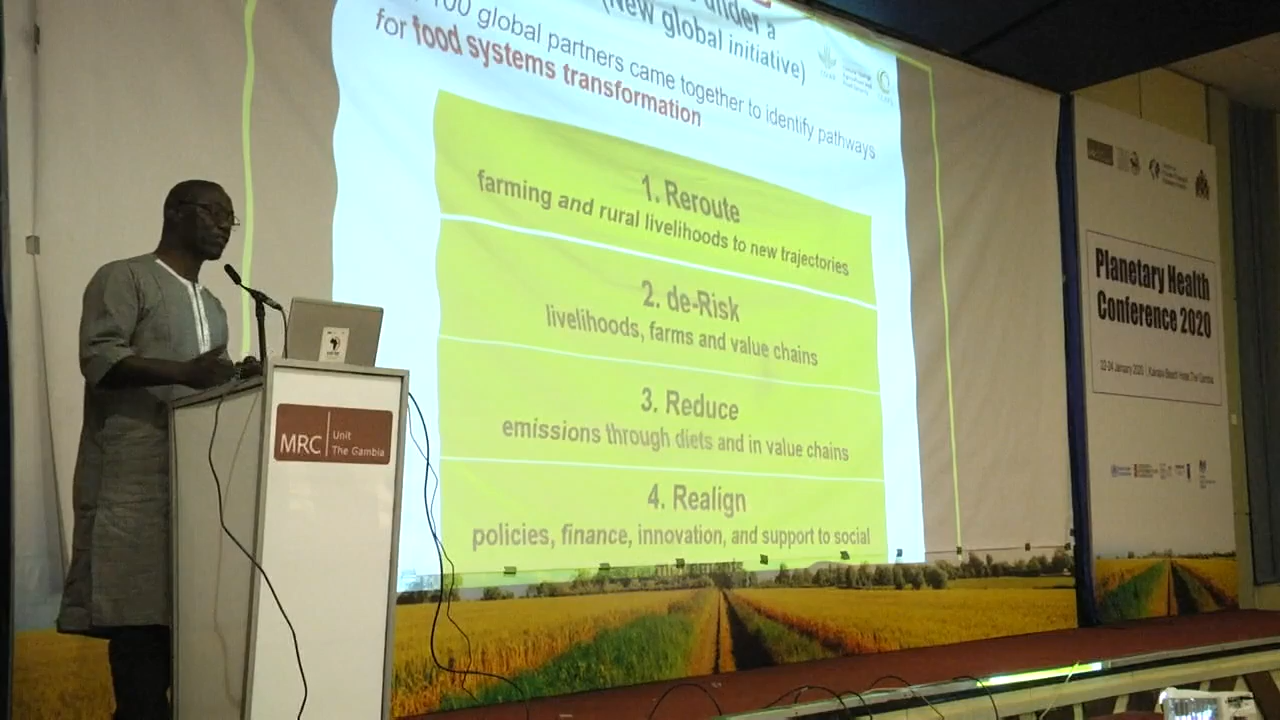 under a
(New global initiative)
100 global partners came together to identify pathways
for food systems transformation
1. Reroute
farming and rural livelihoods to new trajectories
2. de-Risk
livelihoods, farms and value chains
3. Reduce
emissions through diets and in value chains
4. Realign
policies, finance, innovation, and support to social
movements
MRC Unit
The Gambia
Planetary Health
Conference 2020